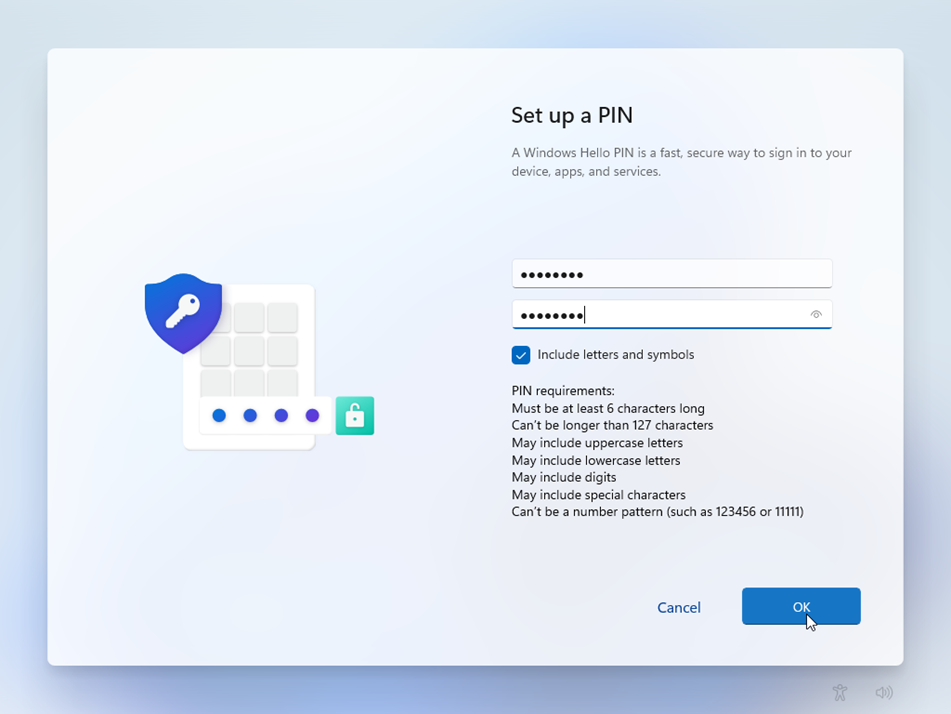 Set up a PIN
A Windows Hello PIN is a fast, secure way to sign in to your
device, apps, and services.
●●●●●●●●
●●●●●●●●
Include letters and symbols
PIN requirements:
Must be at least 6 characters long
Can't be longer than 127 characters
May include uppercase letters
May include lowercase letters
May include digits
May include special characters
Can't be a number pattern (such as 123456 or 11111)
Cancel
OK